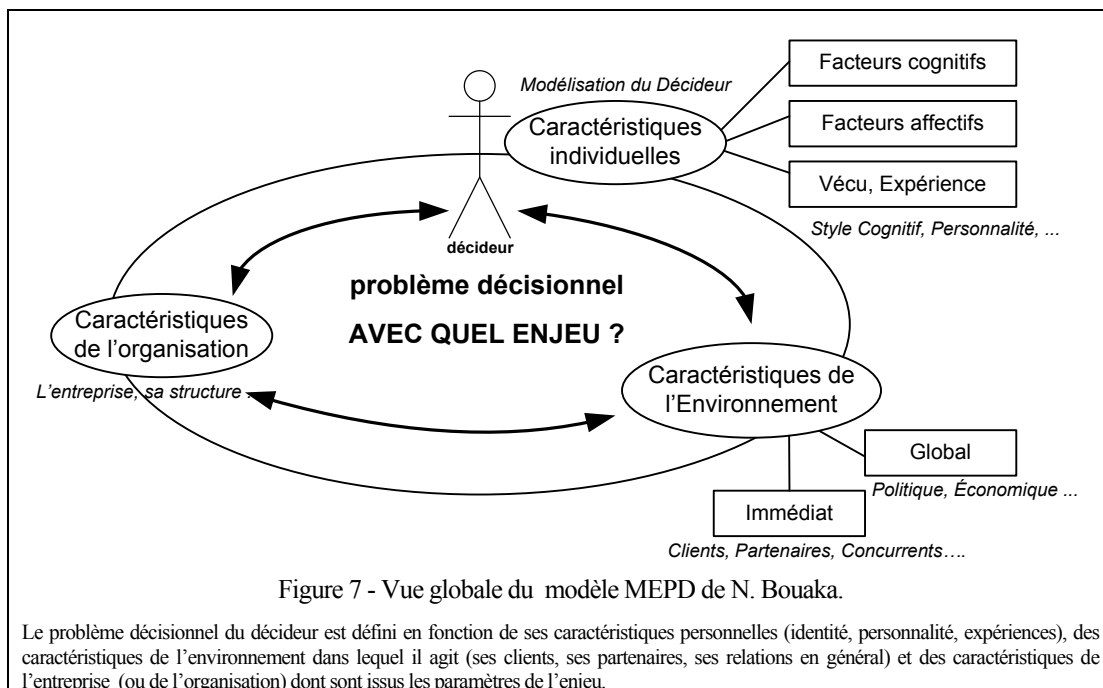 Facteurs cognitifs
Modélisation du Décideur
Caractéristiques
individuelles
Facteurs affectifs
Vécu, Expérience
Style Cognitif, Personnalité, ...
décideur
problème décisionnel
AVEC QUEL ENJEU ?
Caractéristiques
de l'organisation
L'entreprise, sa structure .
Caractéristiques de
l'Environnement
Global
Politique, Économique ...
Immédiat
Clients, Partenaires, Concurrents….
Figure 7 - Vue globale du modèle MEPD de N. Bouaka.
Le problème décisionnel du décideur est défini en fonction de ses caractéristiques personnelles (identité, personnalité, expériences), des
caractéristiques de l'environnement dans lequel il agit (ses clients, ses partenaires, ses relations en général) et des caractéristiques de
l'entreprise (ou de l'organisation) dont sont issus les paramètres de l'enjeu.